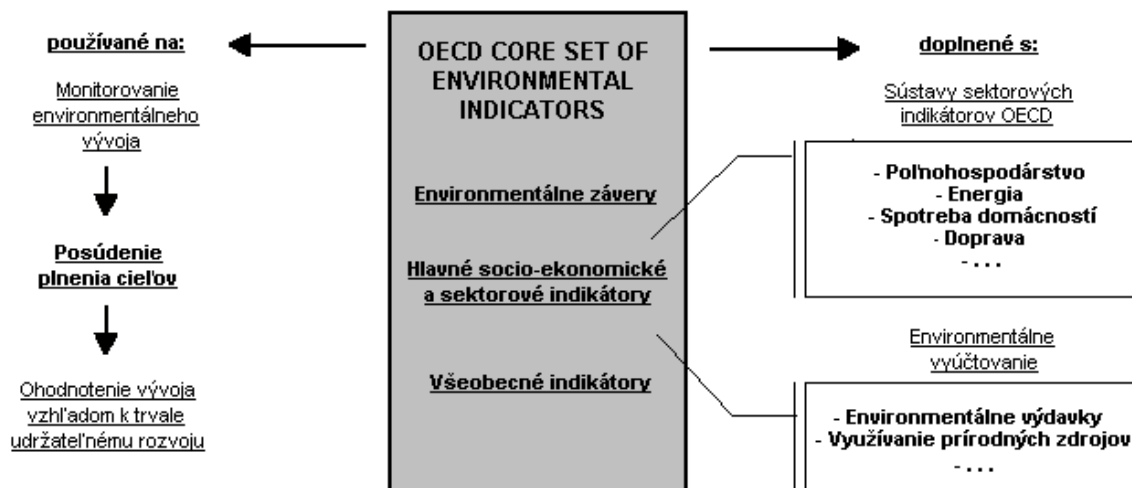 používané na:
Monitorovanie
environmentálneho
vývoja
Posúdenie
plnenia cieľov
Ohodnotenie vývoja
vzhľadom k trvale
udržateľnému rozvoju
OECD CORE SET OF
ENVIRONMENTAL
INDICATORS
Environmentálne závery
Hlavné socio-ekonomické
a sektorové indikátory
Všeobecné indikátory
doplnené s:
Sústavy sektorových
indikátorov OECD
- Poľnohospodárstvo
- Energia
- Spotreba domácností
- Doprava
- . . .
Environmentálne
vyúčtovanie
- Environmentálne výdavky
- Využívanie prírodných zdrojov
- . . .